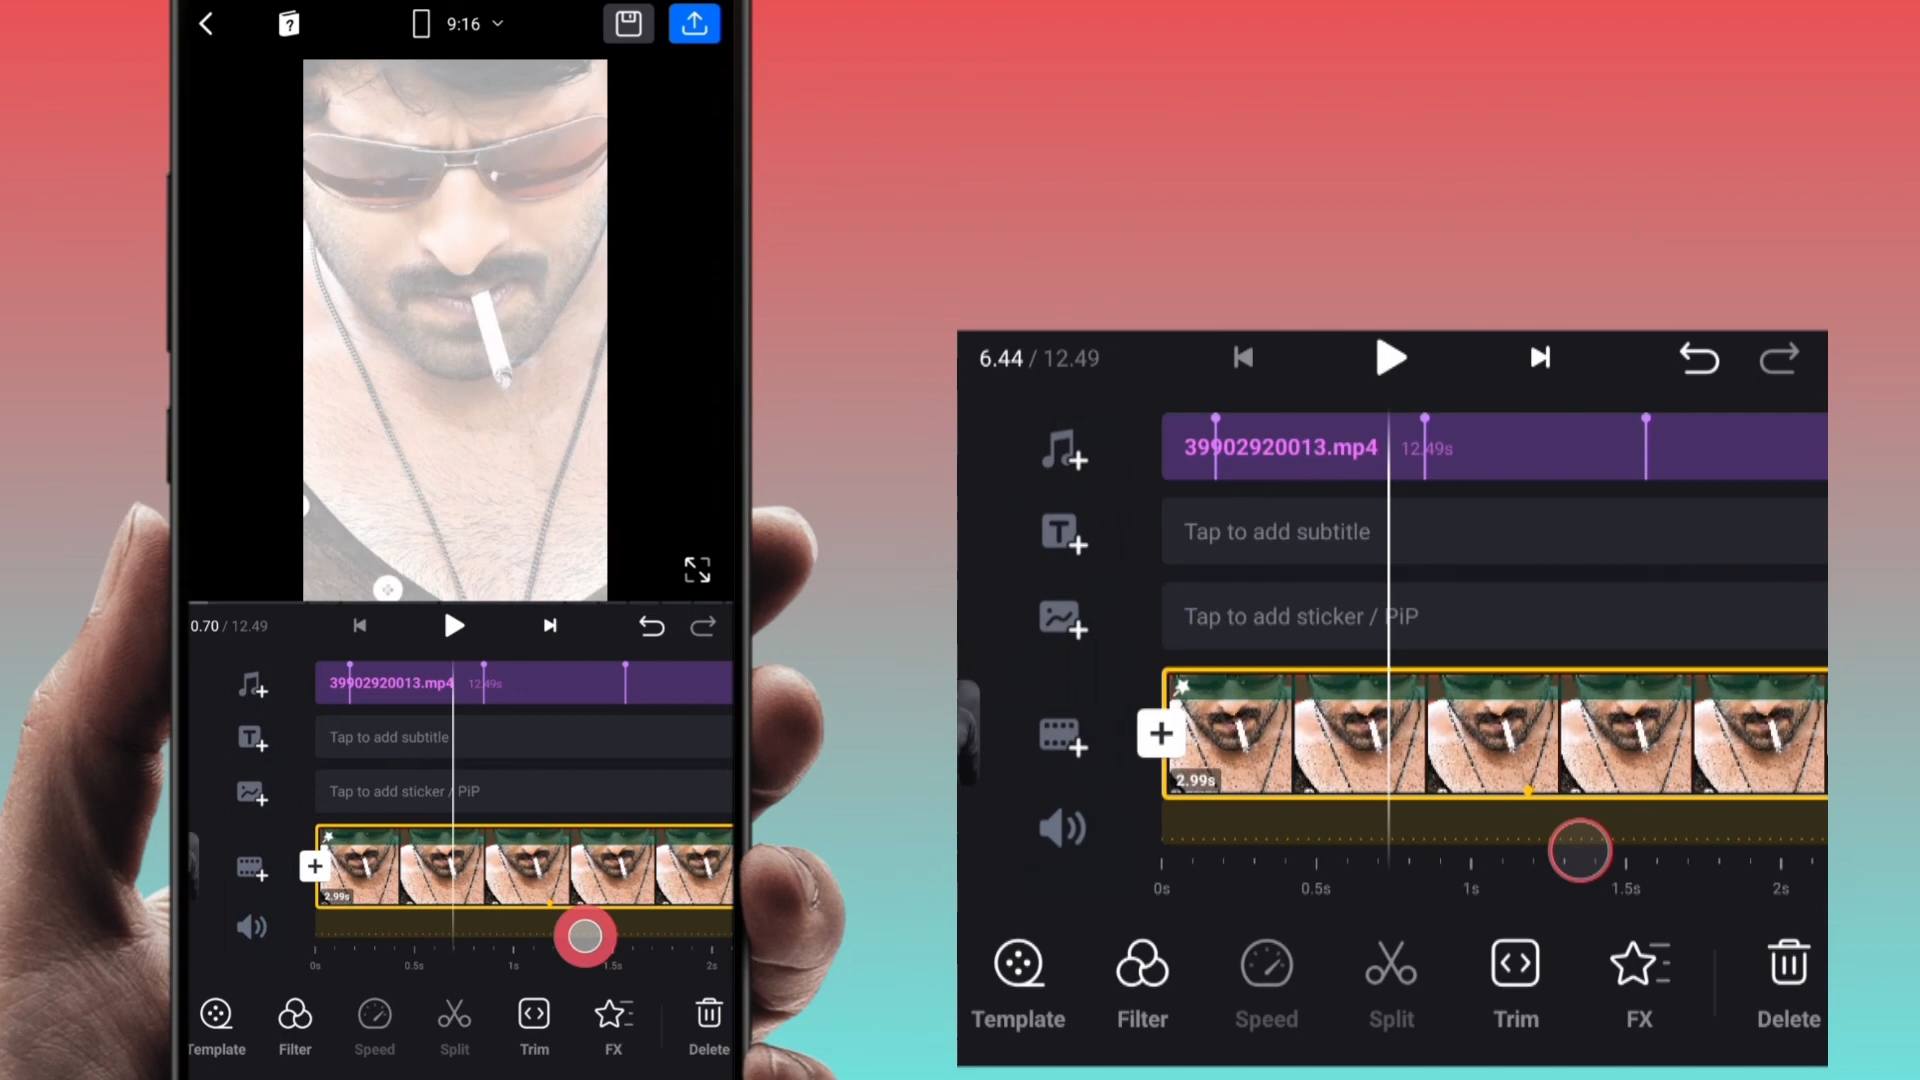 9:16
0.70 / 12.49
39902920013.mp4 12.49s
Tap to add subtitle
Tap to add sticker / PiP
2.99s
0s 0.5s 1s 1.5s 2s
Template Filter Speed Split Trim FX Delete
6.44 / 12.49
39902920013.mp4 12.49s
Tap to add subtitle
Tap to add sticker / PiP
2.99s
0s 0.5s 1s 1.5s 2s
Template Filter Speed Split Trim FX Delete